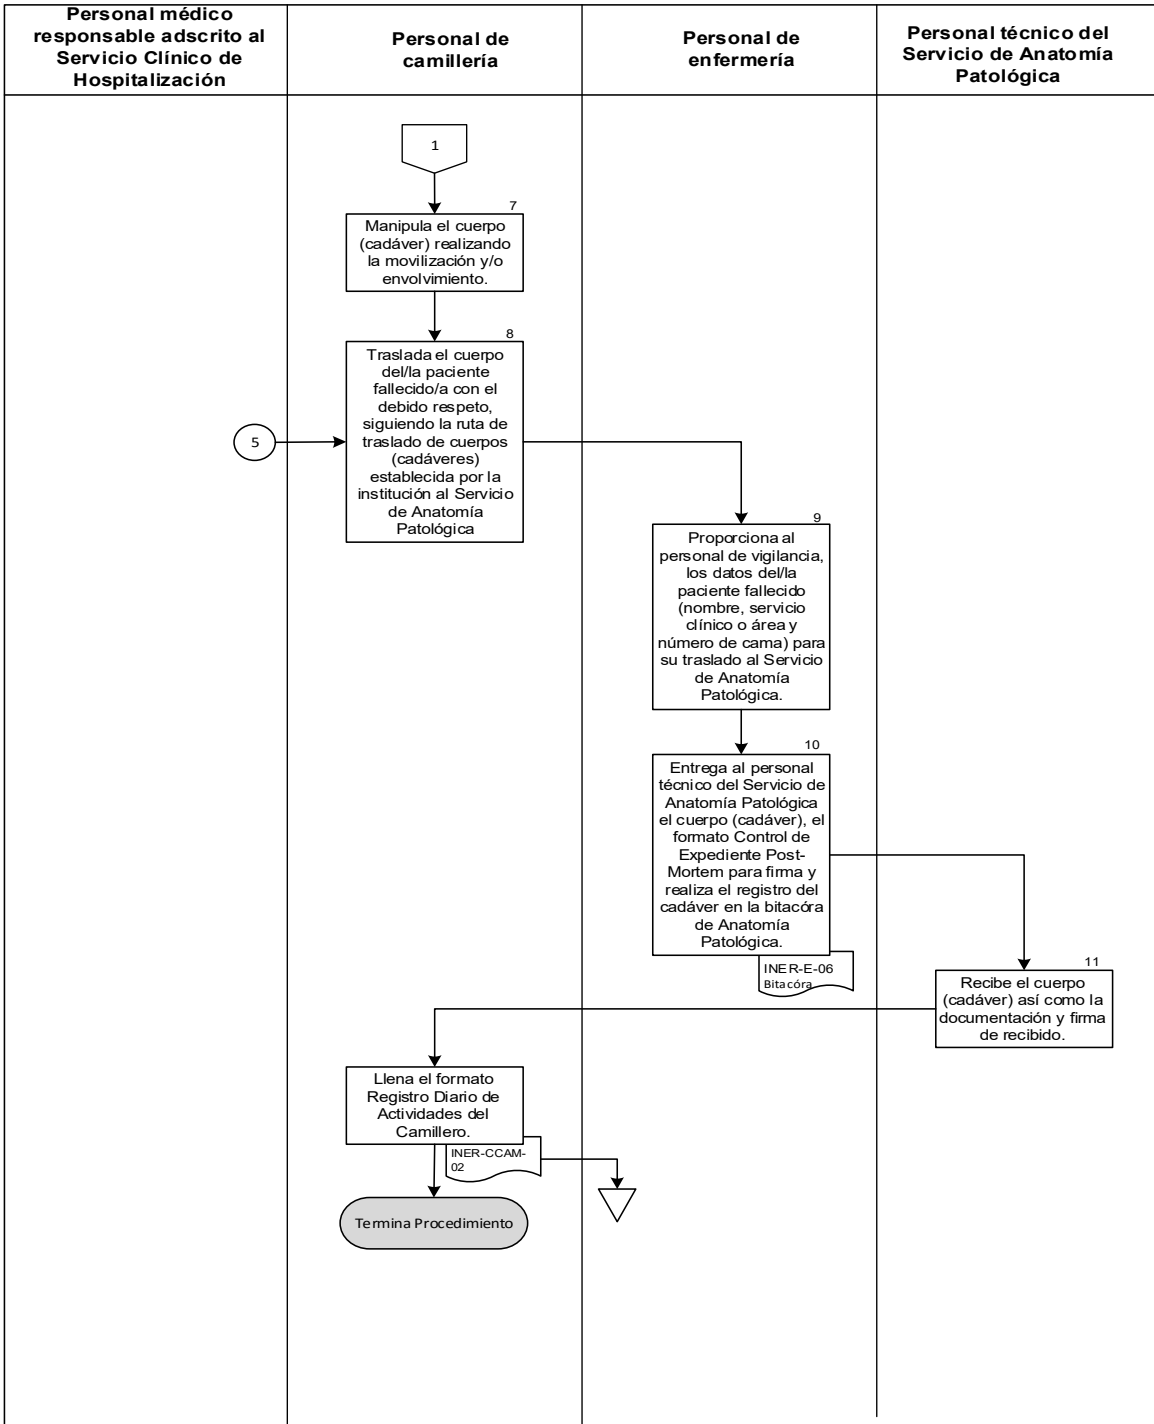 Personal médico
responsable adscrito al
Servicio Clínico de
Hospitalización
Personal de
camillería
Personal de
enfermería
Personal técnico del
Servicio de Anatomía
Patológica
1
7
Manipula el cuerpo
(cadáver) realizando
la movilización y/o
envolvimiento.
8
Traslada el cuerpo
del/la paciente
fallecido/a con el
debido respeto,
siguiendo la ruta de
traslado de cuerpos
(cadáveres)
establecida por la
institución al Servicio
de Anatomía
Patológica
5
9
Proporciona al
personal de vigilancia,
los datos del/la
paciente fallecido
(nombre, servicio
clínico o área y
número de cama) para
su traslado al Servicio
de Anatomía
Patológica.
10
Entrega al personal
técnico del Servicio de
Anatomía Patológica
el cuerpo (cadáver), el
formato Control de
Expediente Post-
Mortem para firma y
realiza el registro del
cadáver en la bitacóra
de Anatomía
Patológica.
INER-E-06
Bitacóra
11
Recibe el cuerpo
(cadáver) así como la
documentación y firma
de recibido.
Llena el formato
Registro Diario de
Actividades del
Camillero.
INER-CCAM-
02
Termina Procedimiento